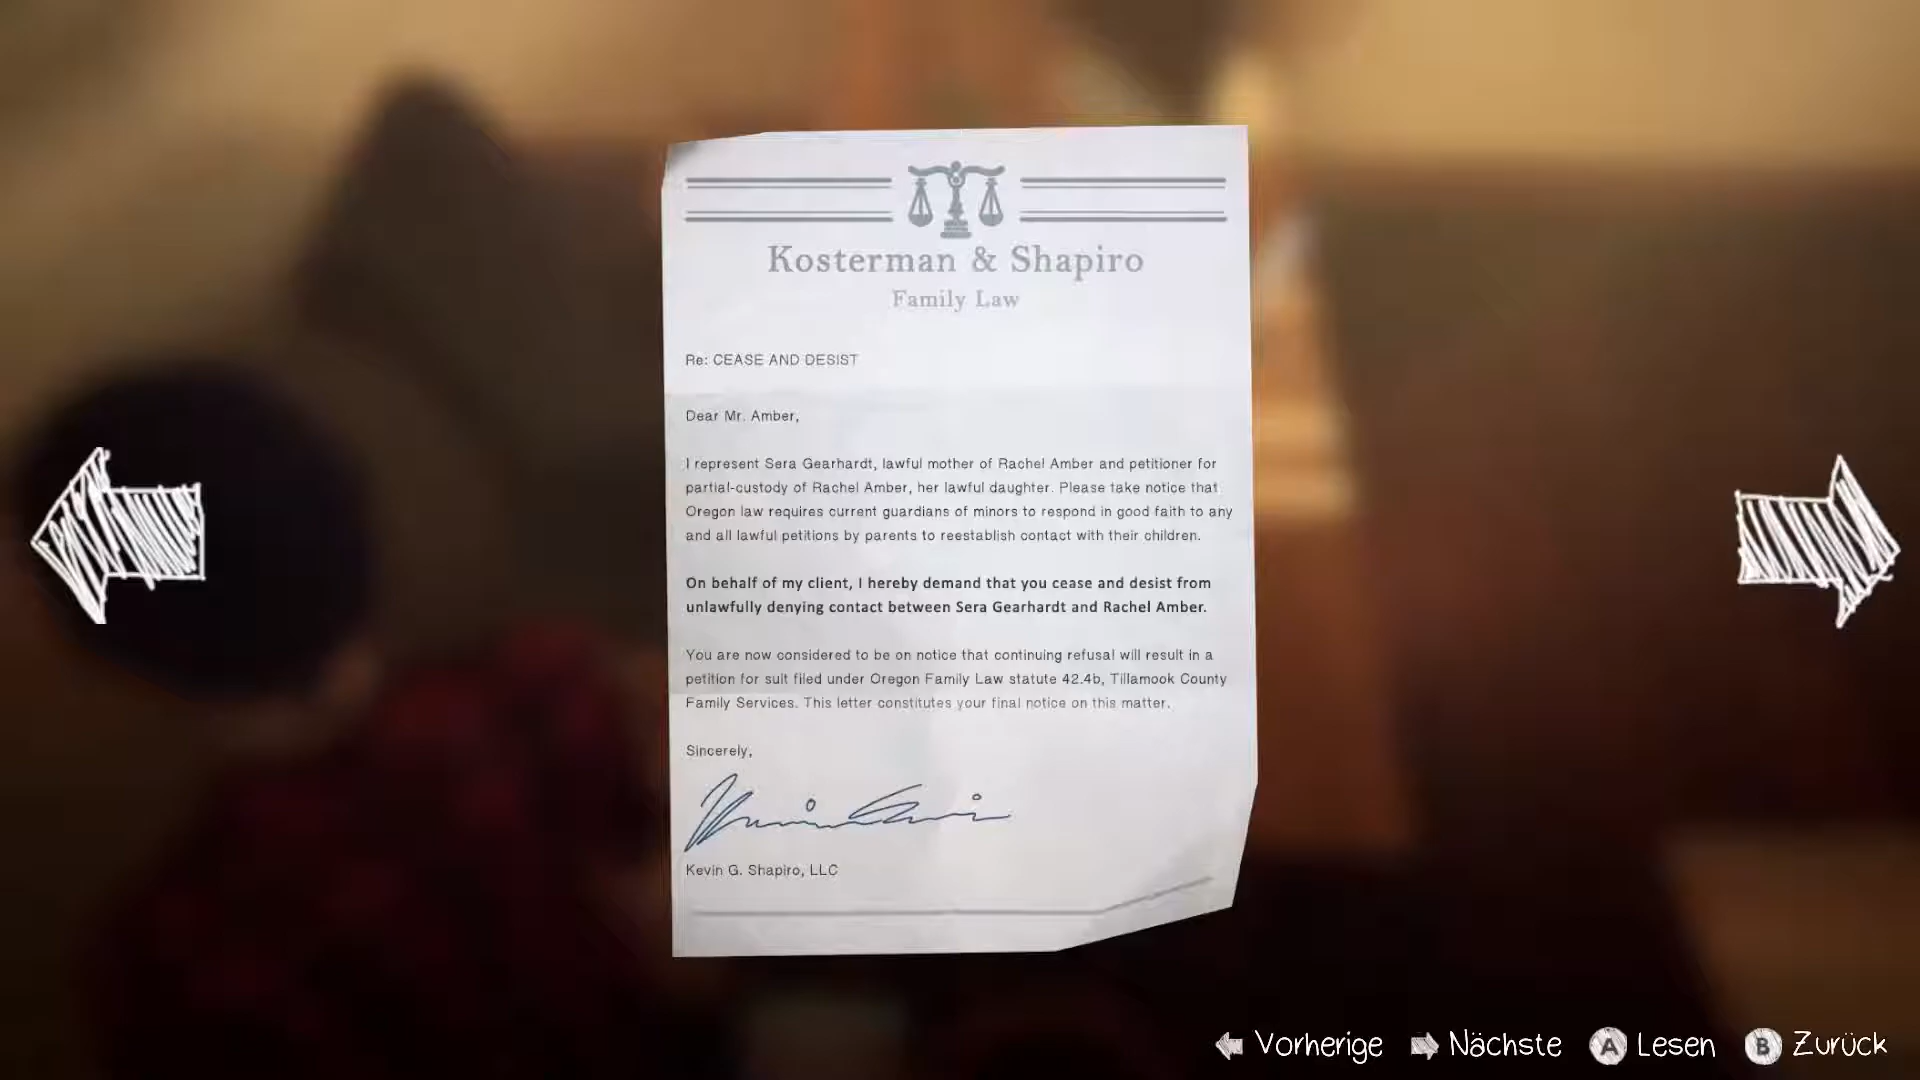 Kosterman & Shapiro
Family Law
Re: CEASE AND DESIST
Dear Mr. Amber,
I represent Sera Gearhardt, lawful mother of Rachel Amber and petitioner for
partial-custody of Rachel Amber, her lawful daughter. Please take notice that
Oregon law requires current guardians of minors to respond in good faith to any
and all lawful petitions by parents to reestablish contact with their children.
On behalf of my client, I hereby demand that you cease and desist from
unlawfully denying contact between Sera Gearhardt and Rachel Amber.
You are now considered to be on notice that continuing refusal will result in a
petition for suit filed under Oregon Family Law statute 42.4b, Tillamook County
Family Services. This letter constitutes your final notice on this matter.
Sincerely,
Kevin G. Shapiro, LLC
Vorherige Nächste A Lesen B Zurück